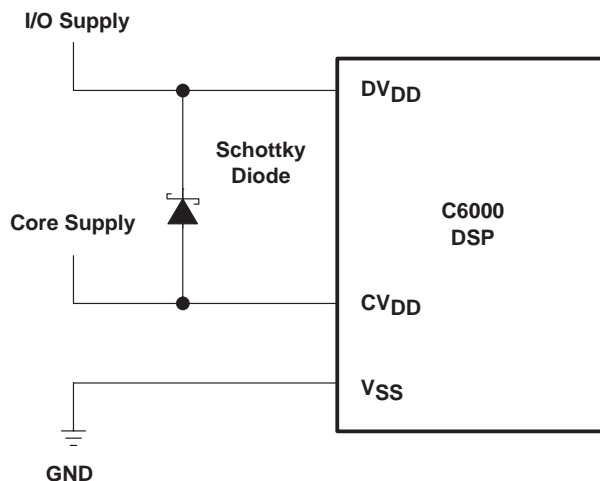 I/O Supply
DVDD
Schottky
Diode
C6000
DSP
Core Supply
CVDD
VSS
GND